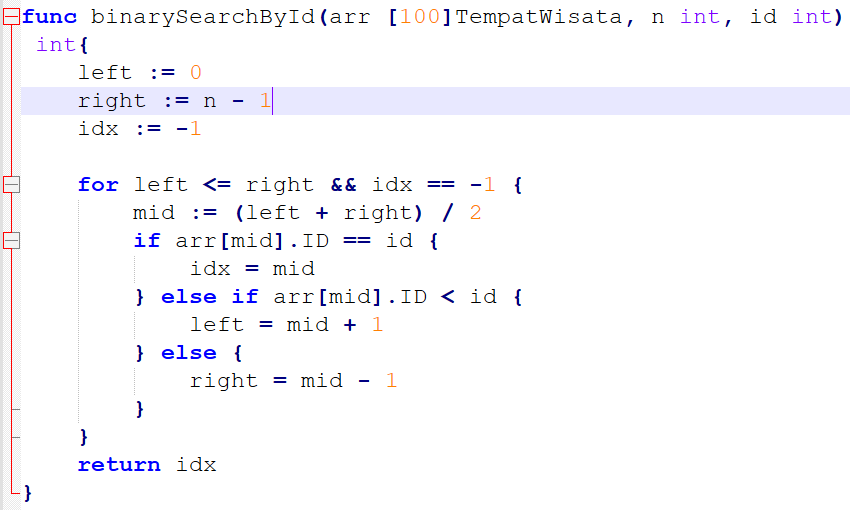 func binarySearchById(arr [100]TempatWisata, n int, id int)
int{
left := 0
right := n - 1
idx := -1
for left <= right && idx == -1 {
mid := (left + right) / 2
if arr[mid].ID == id {
idx = mid
} else if arr[mid].ID < id {
left = mid + 1
} else {
right = mid - 1
}
}
return idx
}